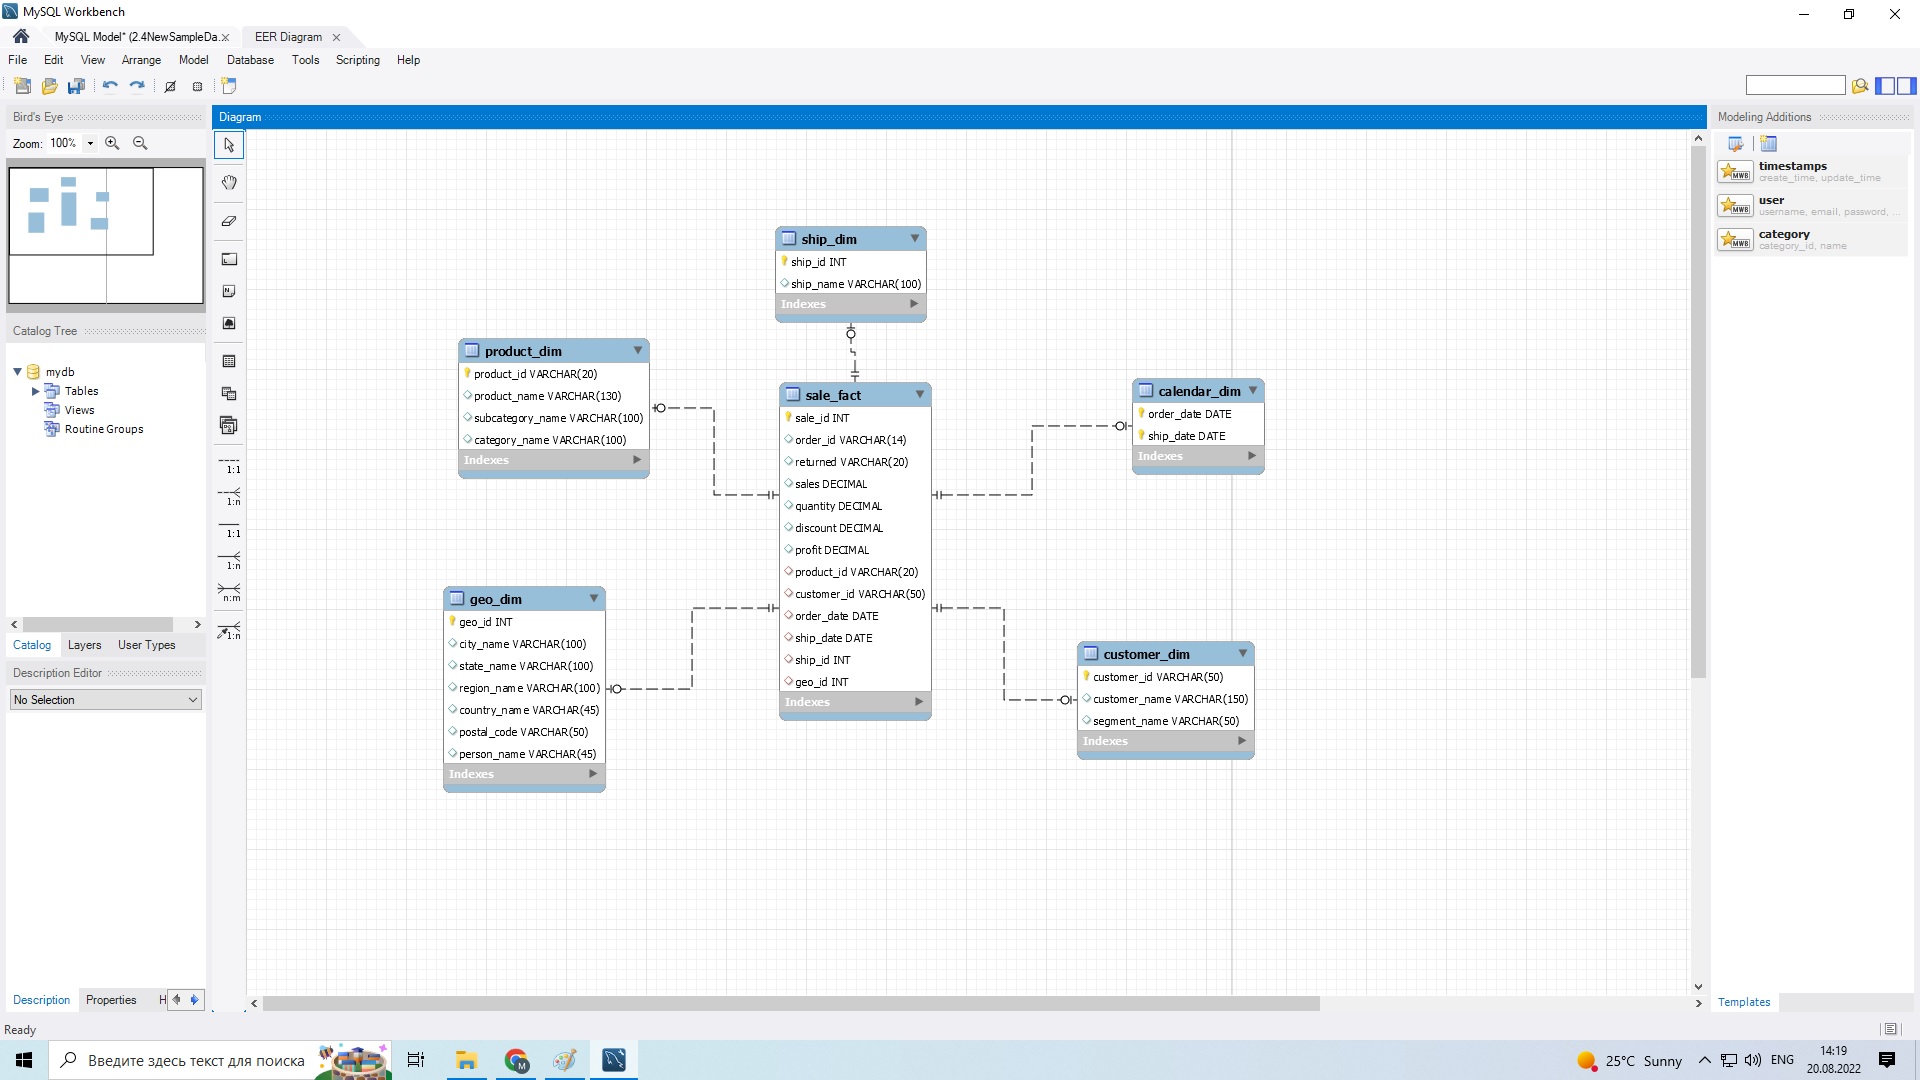 MySQL Workbench
MySQL Model* (2.4NewSampleDa...
EER Diagram
File Edit View Arrange Model Database Tools Scripting Help
Bird's Eye
Zoom: 100%
Catalog Tree
mydb
Tables
Views
Routine Groups
Catalog Layers User Types
Description Editor
No Selection
Description Properties H
Diagram
1:1
1:n
1:1
1:n
n:m
1:n
ship_dim
ship_id INT
ship_name VARCHAR(100)
Indexes
product_dim
product_id VARCHAR(20)
product_name VARCHAR(130)
subcategory_name VARCHAR(100)
category_name VARCHAR(100)
Indexes
sale_fact
sale_id INT
order_id VARCHAR(14)
returned VARCHAR(20)
sales DECIMAL
quantity DECIMAL
discount DECIMAL
profit DECIMAL
product_id VARCHAR(20)
customer_id VARCHAR(50)
order_date DATE
ship_date DATE
ship_id INT
geo_id INT
Indexes
calendar_dim
order_date DATE
ship_date DATE
Indexes
geo_dim
geo_id INT
city_name VARCHAR(100)
state_name VARCHAR(100)
region_name VARCHAR(100)
country_name VARCHAR(45)
postal_code VARCHAR(50)
person_name VARCHAR(45)
Indexes
customer_dim
customer_id VARCHAR(50)
customer_name VARCHAR(150)
segment_name VARCHAR(50)
Indexes
Modeling Additions
MWB
timestamps
create_time, update_time
MWB
user
username, email, password, ...
MWB
category
category_id, name
Templates
Ready
Введите здесь текст для поиска
M
25°C Sunny
ENG
14:19
20.08.2022